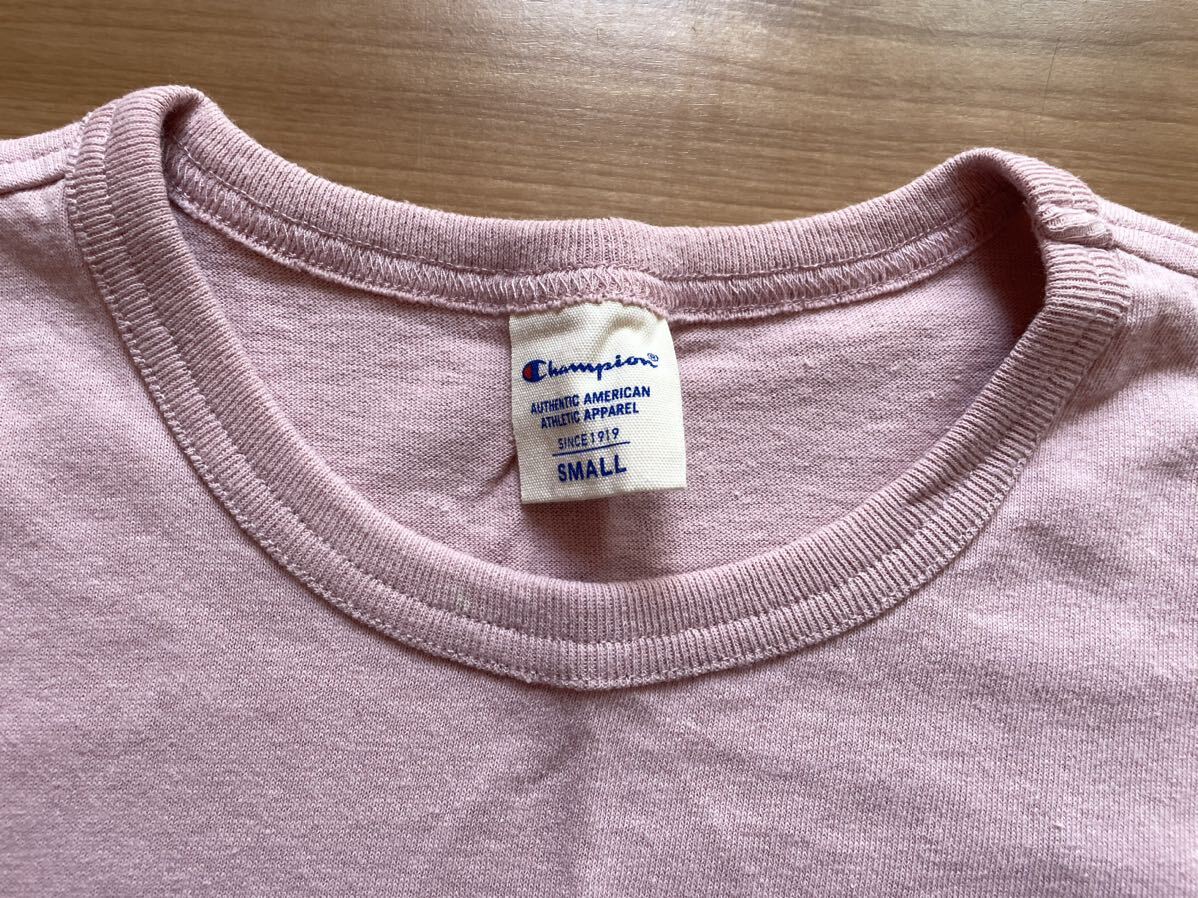 Champion®
AUTHENTIC AMERICAN
ATHLETIC APPAREL
SINCE 1919
SMALL